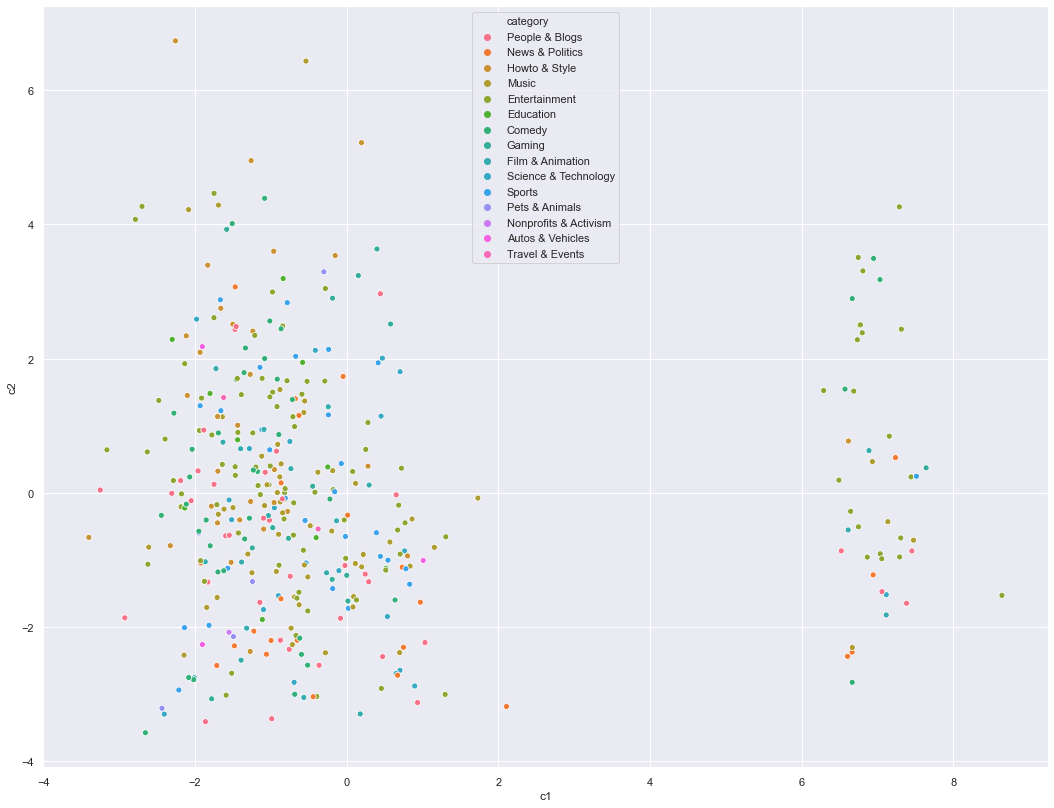 category
People & Blogs
News & Politics
Howto & Style
Music
Entertainment
Education
Comedy
Gaming
Film & Animation
Science & Technology
Sports
Pets & Animals
Nonprofits & Activism
Autos & Vehicles
Travel & Events
6
4
2
0
−2
−4
c2
−4 −2 0 2 4 6 8
c1